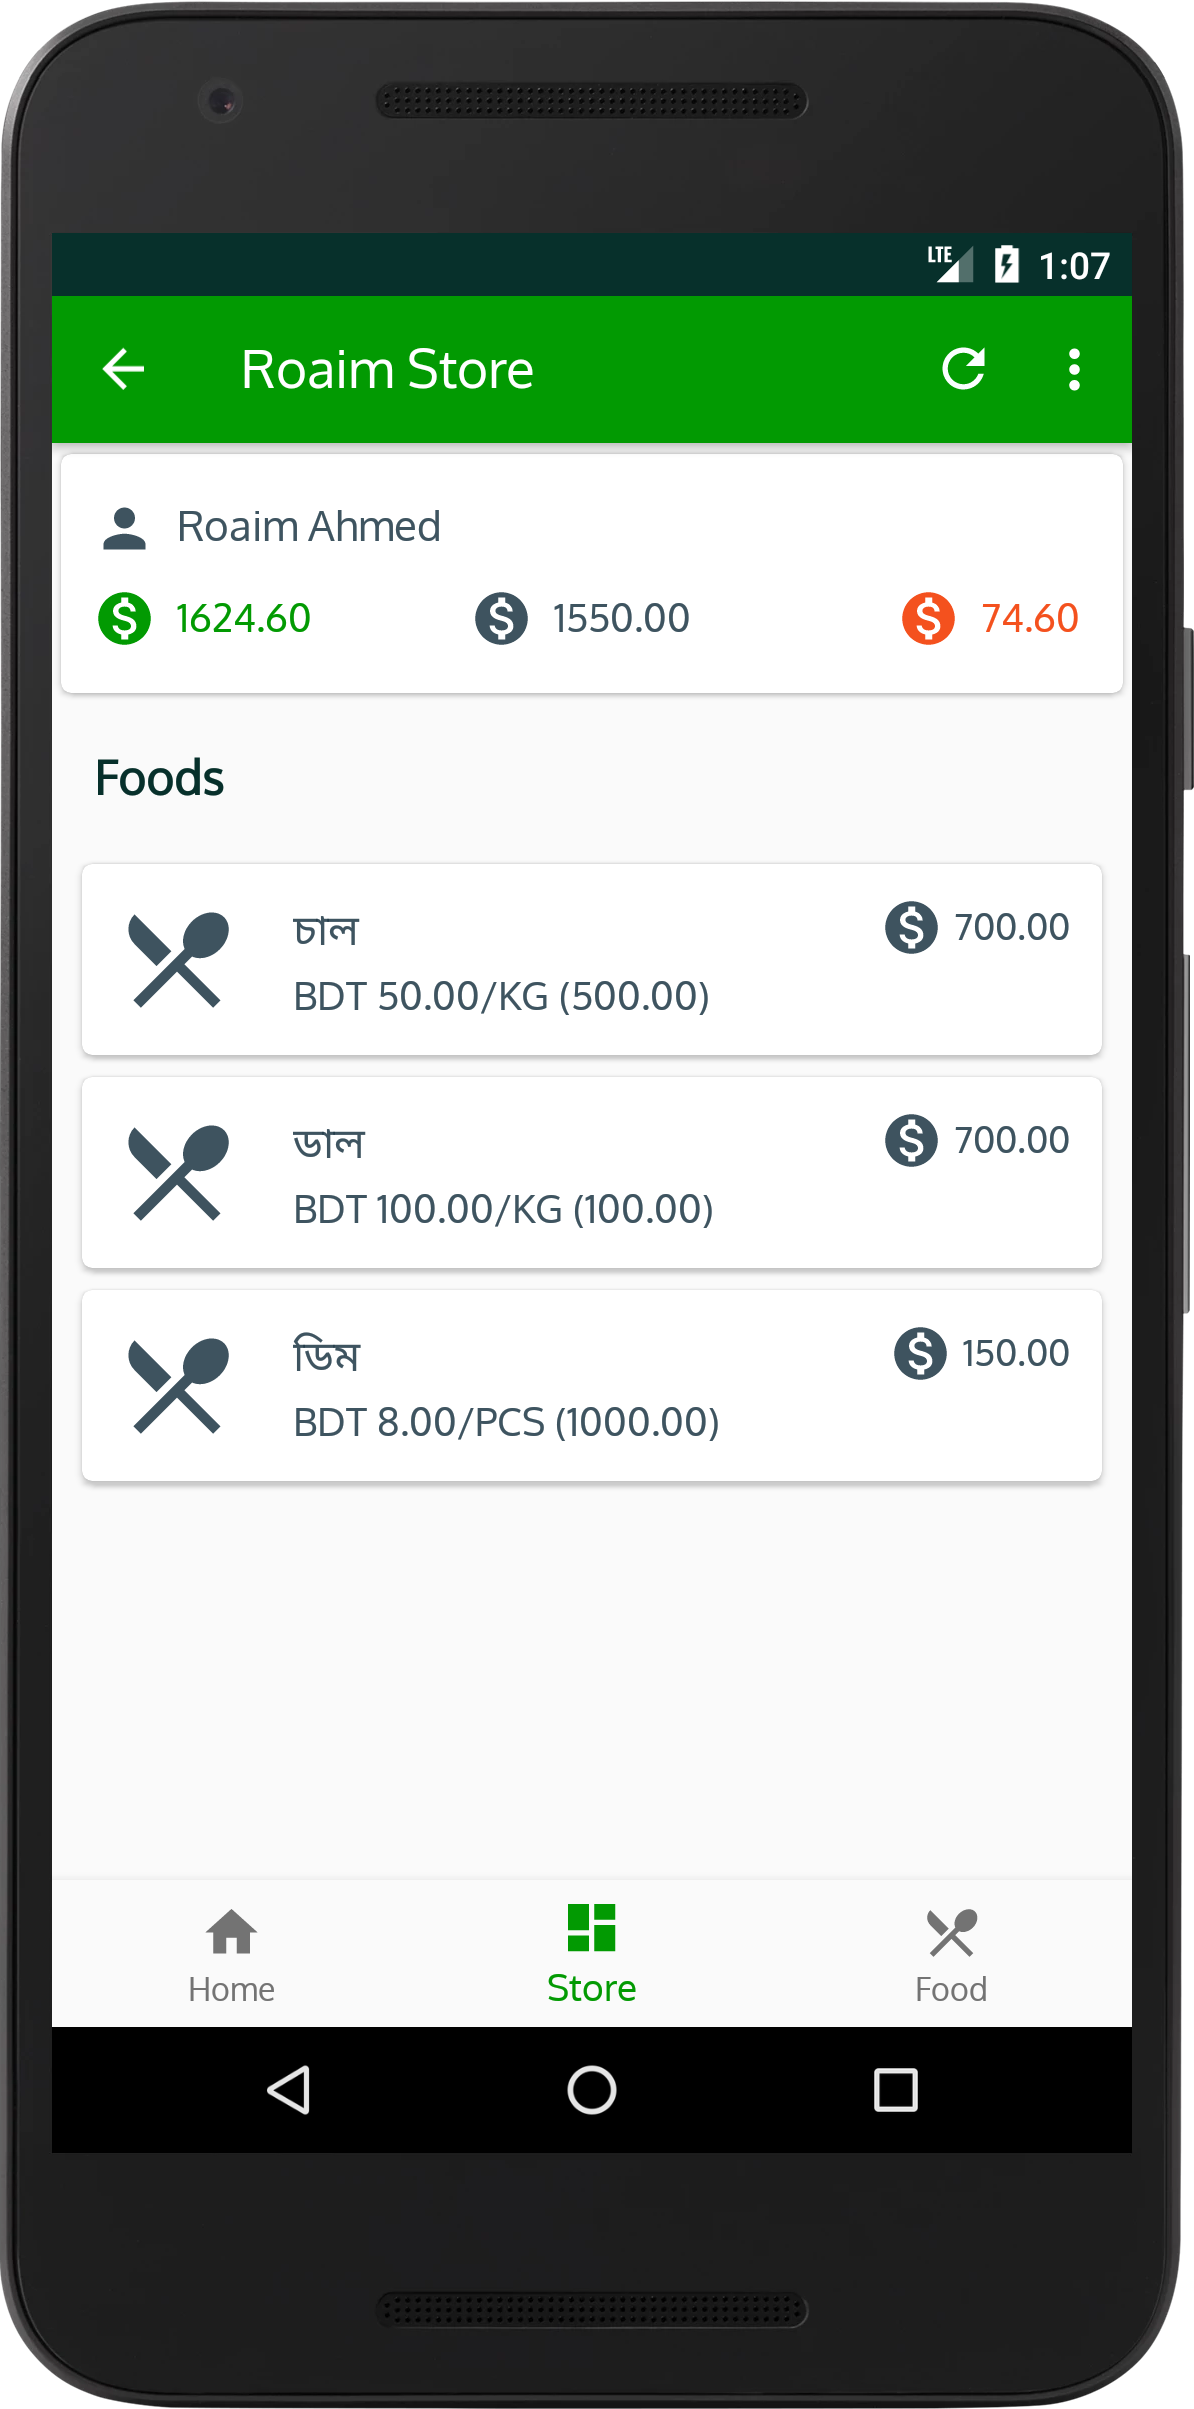 LTE 1:07
Roaim Store
Roaim Ahmed
1624.60 1550.00 74.60
Foods
চাল 700.00
BDT 50.00/KG (500.00)
ডাল 700.00
BDT 100.00/KG (100.00)
ডিম 150.00
BDT 8.00/PCS (1000.00)
Home Store Food